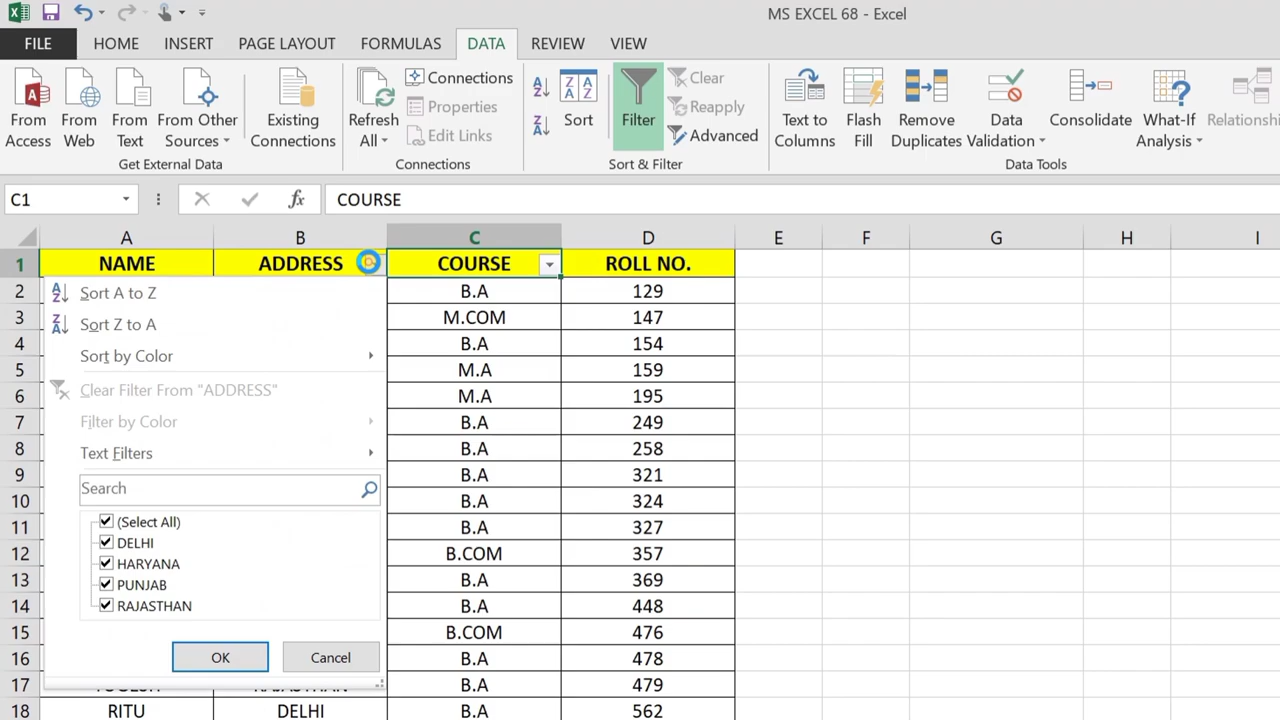 MS EXCEL 68 - Excel
FILE HOME INSERT PAGE LAYOUT FORMULAS DATA REVIEW VIEW
From Access
From Web
From Text
From Other Sources
Existing Connections
Get External Data
Refresh All
Connections
Properties
Edit Links
Connections
Sort
Filter
Clear
Reapply
Advanced
Sort & Filter
Text to Columns
Flash Fill
Remove Duplicates
Data Validation
Consolidate
What-If Analysis
Data Tools
C1 fx COURSE
A B C D E F G H I
1 NAME ADDRESS COURSE ROLL NO.
2 B.A 129
3 M.COM 147
4 B.A 154
5 M.A 159
6 M.A 195
7 B.A 249
8 B.A 258
9 B.A 321
10 B.A 324
11 B.A 327
12 B.COM 357
13 B.A 369
14 B.A 448
15 B.COM 476
16 B.A 478
17 B.A 479
18 RITU DELHI B.A 562
Sort A to Z
Sort Z to A
Sort by Color
Clear Filter From "ADDRESS"
Filter by Color
Text Filters
Search
(Select All)
DELHI
HARYANA
PUNJAB
RAJASTHAN
OK Cancel